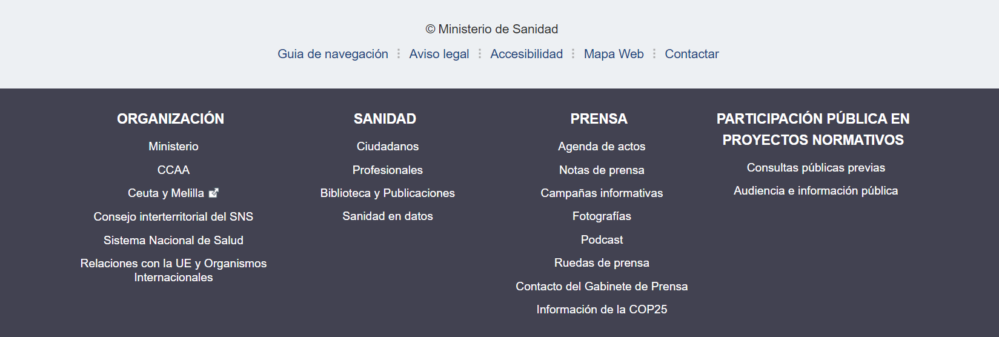 © Ministerio de Sanidad
Guia de navegación
Aviso legal
Accesibilidad
Mapa Web
Contactar
ORGANIZACIÓN
Ministerio
CCAA
Ceuta y Melilla
Consejo interterritorial del SNS
Sistema Nacional de Salud
Relaciones con la UE y Organismos
Internacionales
SANIDAD
Ciudadanos
Profesionales
Biblioteca y Publicaciones
Sanidad en datos
PRENSA
Agenda de actos
Notas de prensa
Campañas informativas
Fotografías
Podcast
Ruedas de prensa
Contacto del Gabinete de Prensa
Información de la COP25
PARTICIPACIÓN PÚBLICA EN
PROYECTOS NORMATIVOS
Consultas públicas previas
Audiencia e información pública